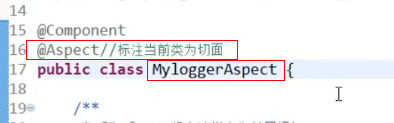 14
15 @Component
16 @Aspect//标注当前类为切面
17 public class MyloggerAspect {
18
19 /**